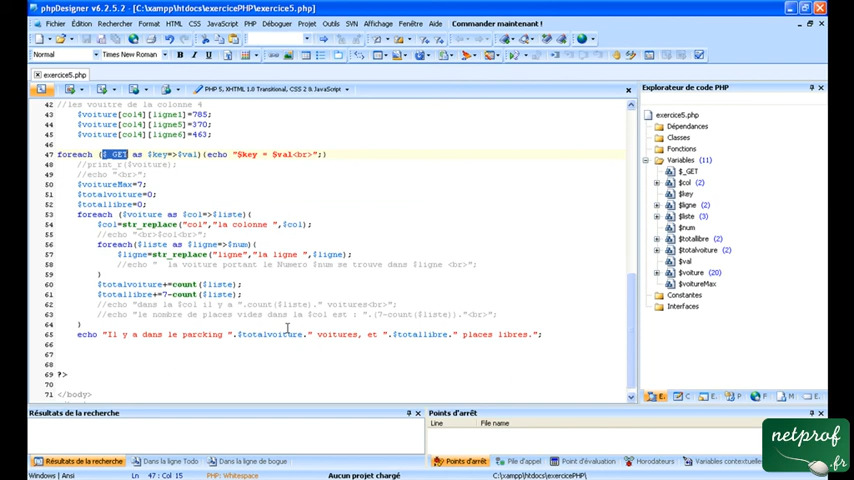 phpDesigner v6.2.5.2 - [C:\xampp\htdocs\exercicePHP\exercice5.php]
Fichier Édition Rechercher Format HTML CSS JavaScript PHP Débogage Projet Outils SVN Affichage Fenêtre Aide Commander maintenant !
Normal Times New Roman B I U
exercice5.php
PHP 5, XHTML 1.0 Transitional, CSS 2 & JavaScript
Explorateur de code PHP
42 //les vouitre de la colonne 4
43 $voiture[col4][ligne1]=785;
44 $voiture[col4][ligne5]=370;
45 $voiture[col4][ligne6]=463;
46
47 foreach ($_GET as $key=>$val){echo "$key = $val<br>";}
48 //print_r($voiture);
49 //echo "<br>";
50 $voitureMax=7;
51 $totalvoiture=0;
52 $totallibre=0;
53 foreach ($voiture as $col=>$liste){
54 $col=str_replace("col","la colonne ",$col);
55 //echo "<br>$col<br>";
56 foreach($liste as $ligne=>$num){
57 $ligne=str_replace("ligne","la ligne ",$ligne);
58 //echo " la voiture portant le Numero $num se trouve dans $ligne <br>";
59 }
60 $totalvoiture+=count($liste);
61 $totallibre+=7-count($liste);
62 //echo "dans la $col il y a ".count($liste)." voitures<br>";
63 //echo "le nombre de places vides dans la $col est : ".(7-count($liste))."<br>";
64 }
65 echo "Il y a dans le parcking ".$totalvoiture." voitures, et ".$totallibre." places libres.";
66
67
68
69 ?>
70
71 </body>
exercice5.php
Dépendances
Classes
Fonctions
Variables (11)
$_GET
$col (2)
$key
$ligne (2)
$liste (3)
$num
$totallibre (2)
$totalvoiture (2)
$val
$voiture (20)
$voitureMax
Constantes
Interfaces
E. C E.. P F. M E..
Résultats de la recherche
Points d'arrêt
Line File name
Résultats de la recherche Dans la ligne Todo Dans la ligne de bogue
Points d'arrêt Pile d'appel Point d'évaluation Horodateurs Variables contextuelle
Windows | Ansi Ln : 47 Col : 15 PHP: Whitespace Aucun projet chargé C:\xampp\htdocs\exercicePHP\exercice5.php
netprof
.fr